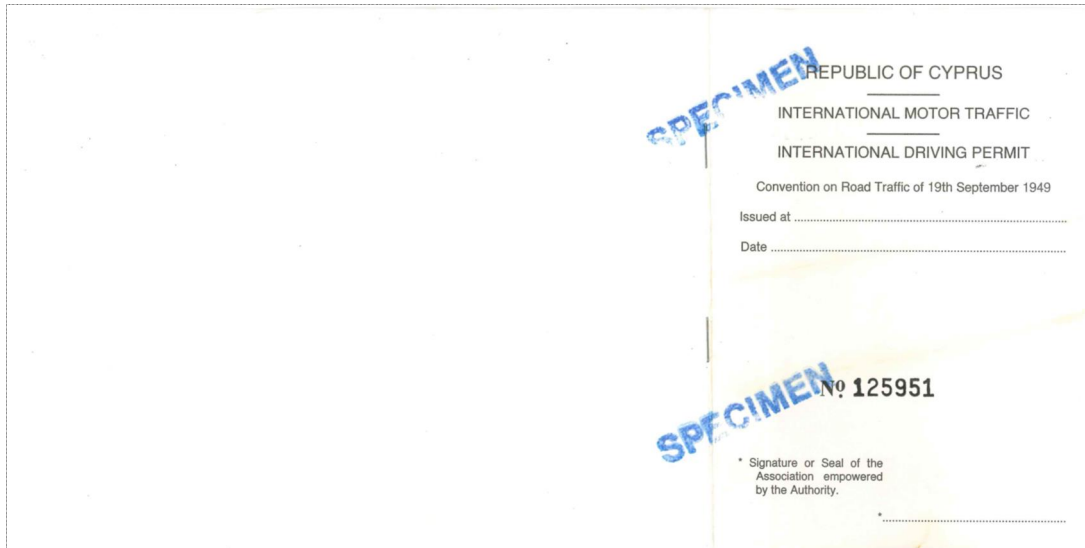 SPECIMEN
REPUBLIC OF CYPRUS
INTERNATIONAL MOTOR TRAFFIC
INTERNATIONAL DRIVING PERMIT
Convention on Road Traffic of 19th September 1949
Issued at ................................................................
Date ................................................................
SPECIMEN
Nº 125951
* Signature or Seal of the
Association empowered
by the Authority.
*................................................